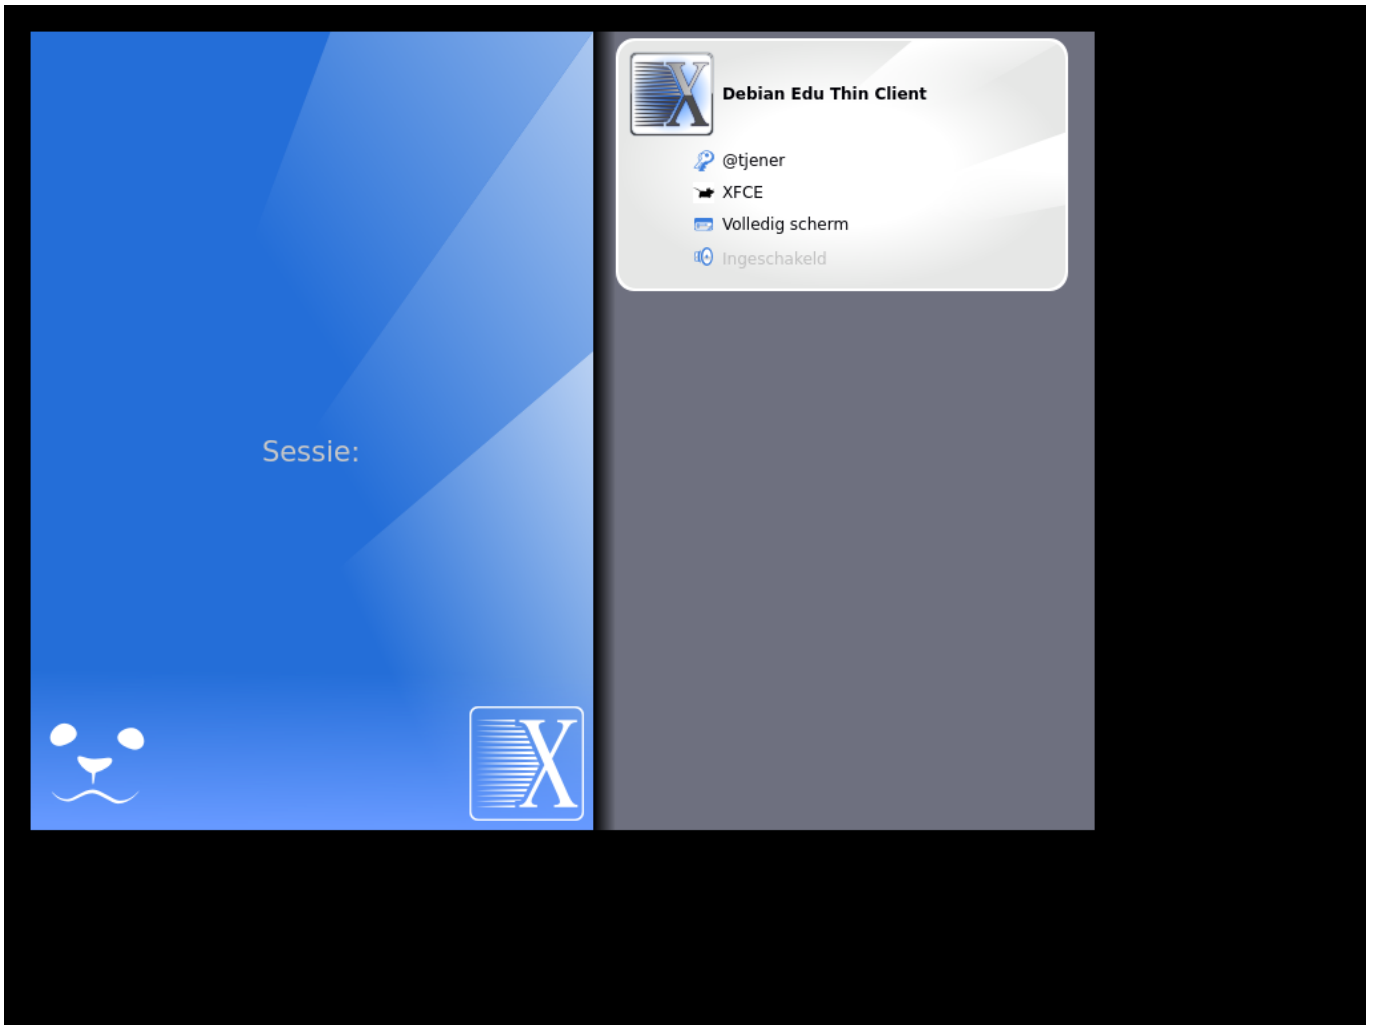 Debian Edu Thin Client
@tjener
XFCE
Volledig scherm
Ingeschakeld
Sessie:
X
X